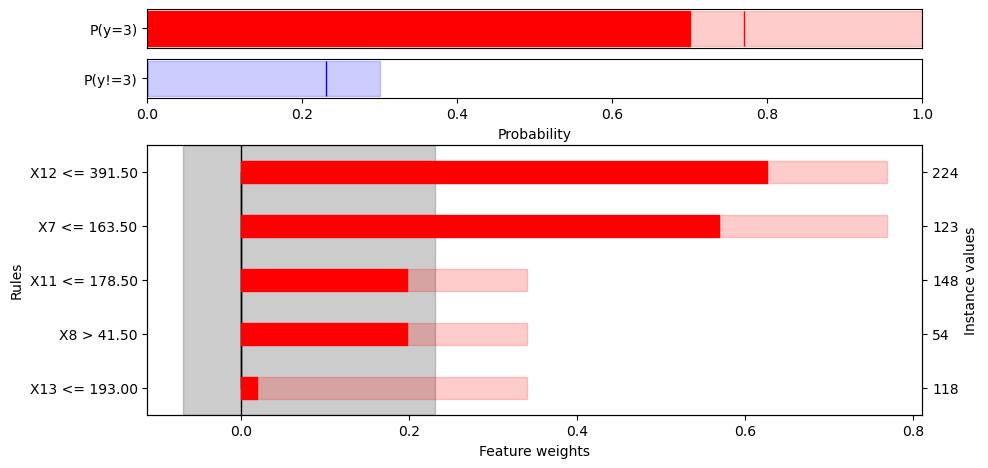 P(y=3)
P(y!=3)
0.0 0.2 0.4 0.6 0.8 1.0
Probability
X12 <= 391.50 224
X7 <= 163.50 123
X11 <= 178.50 148
X8 > 41.50 54
X13 <= 193.00 118
Rules
Instance values
0.0 0.2 0.4 0.6 0.8
Feature weights